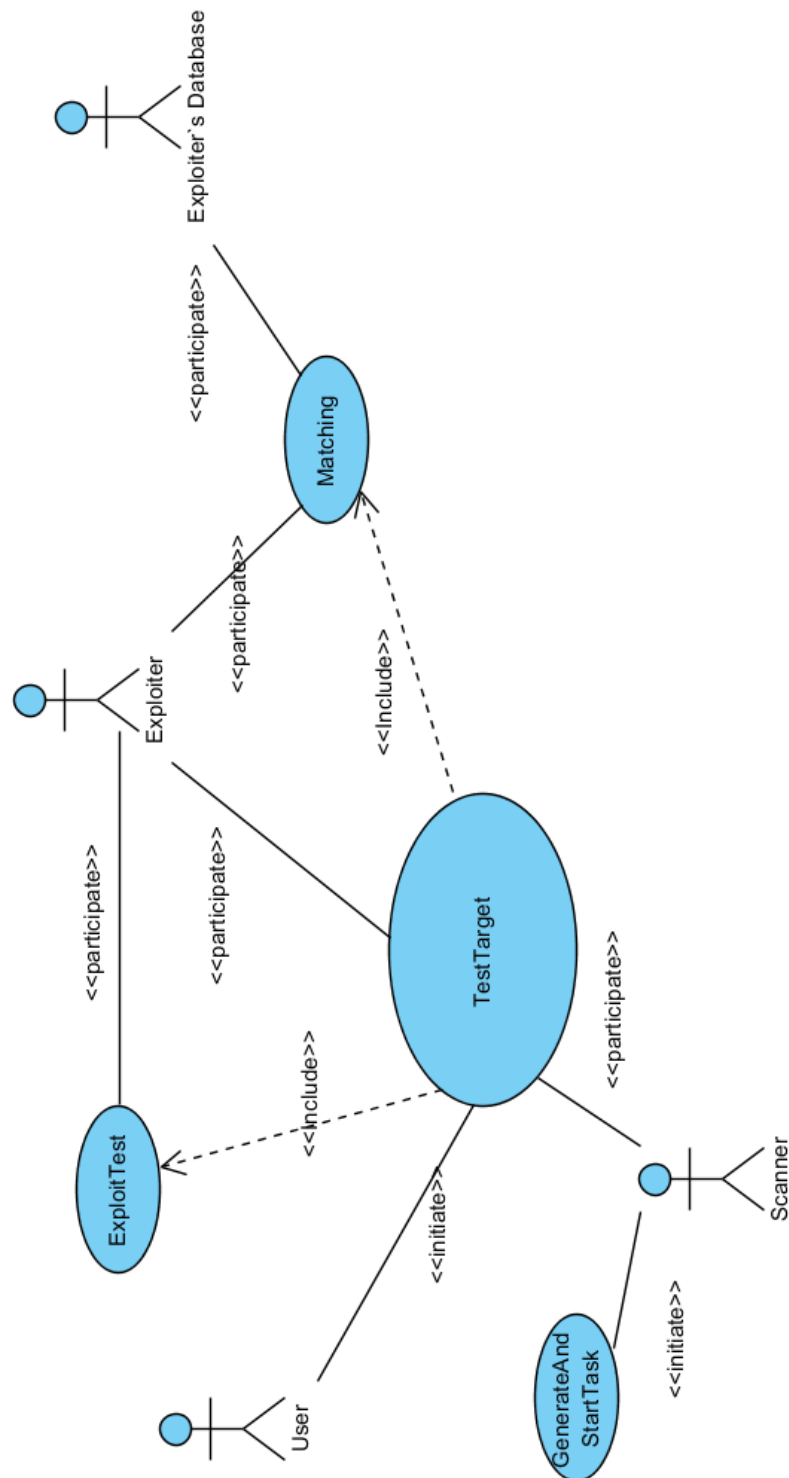 Exploiter`s Database
<<participate>>
Matching
<<participate>>
Exploiter
<<Include>>
<<participate>>
<<participate>>
TestTarget
<<participate>>
<<Include>>
ExploitTest
<<initiate>>
Scanner
User
<<initiate>>
GenerateAnd
StartTask